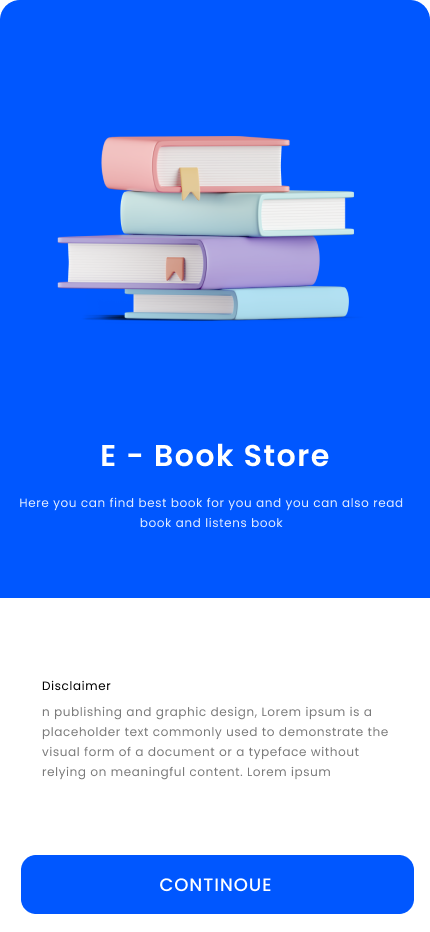 E - Book Store
Here you can find best book for you and you can also read
book and listens book
Disclaimer
n publishing and graphic design, Lorem ipsum is a
placeholder text commonly used to demonstrate the
visual form of a document or a typeface without
relying on meaningful content. Lorem ipsum
CONTINOUE